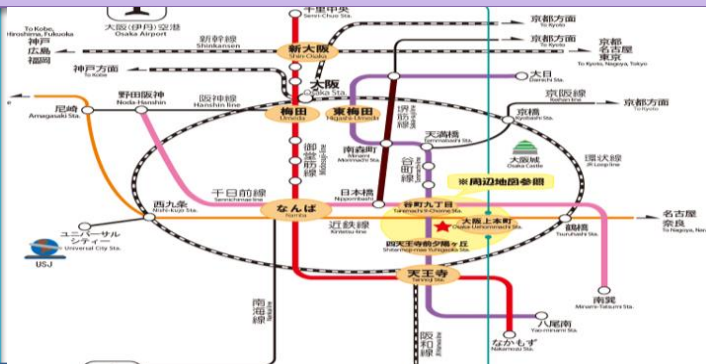 千里中央
Senri-Chuo Sta.
大阪(伊丹)空港
Osaka Airport
To Kobe,
Hiroshima, Fukuoka
神戸
広島
福岡
新幹線
Shinkansen
新大阪
Shin Osaka
京都方面
To Kyoto
京都方面
To Kyoto
京都
名古屋
東京
To Kyoto, Nagoya, Tokyo
神戸方面
To Kobe
大阪
Osaka Sta.
大日
Dainichi Sta.
尼崎
Amagasaki Sta.
野田阪神
Noda-Hanshin
阪神線
Hanshin line
梅田
Umeda
東梅田
Higashi Umeda
堺筋線
京阪線
京都方面
To Kyoto
京橋
Kyobashi Sta.
天満橋
南森町
Minami
Morimachi Sta.
大阪城
Osaka Castle
環状線
JR Loop line
御堂筋線
Midosuji-line
谷町線
※周辺地図参照
千日前線
Sennichimae line
日本橋
Nipponbashi
なんば
Namba
近鉄線
Kintetsu line
谷町九丁目
大阪上本町
Osaka Uehommachi Sta.
四天王寺前夕陽ヶ丘
鶴橋
Tsuruhashi Sta.
名古屋
奈良
To Nagoya, Nara
西九条
Nishi-kujo Sta.
ユニバーサル
シティー
Universal City Sta.
USJ
天王寺
Tennoji Sta.
南海線
阪和線
南巽
Minami-Tatsumi Sta.
八尾南
Yao-minami Sta.
なかもず
Nakamozu Sta.